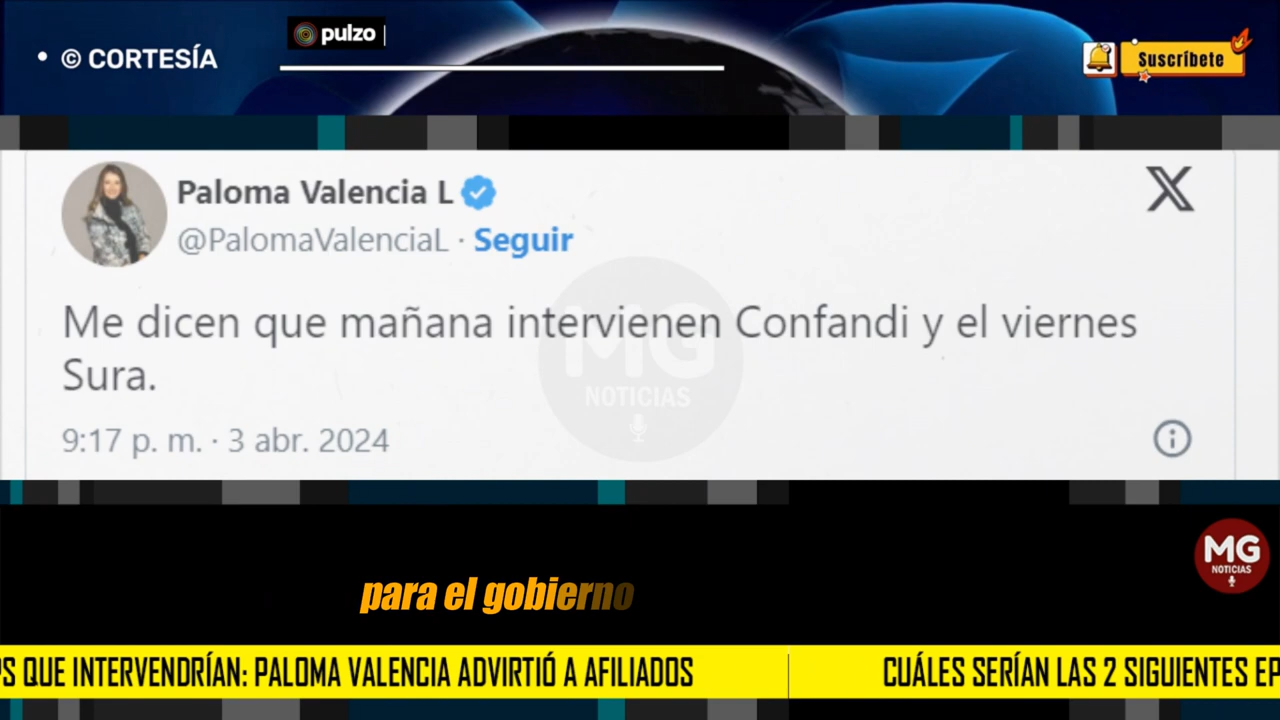 • © CORTESÍA
pulzo
Suscríbete
Paloma Valencia L
@PalomaValenciaL · Seguir
Me dicen que mañana intervienen Confandi y el viernes
Sura.
9:17 p. m. · 3 abr. 2024
MG
NOTICIAS
MG
NOTICIAS
para el gobierno
PS QUE INTERVENDRÍAN: PALOMA VALENCIA ADVIRTIÓ A AFILIADOS
CUÁLES SERÍAN LAS 2 SIGUIENTES EP